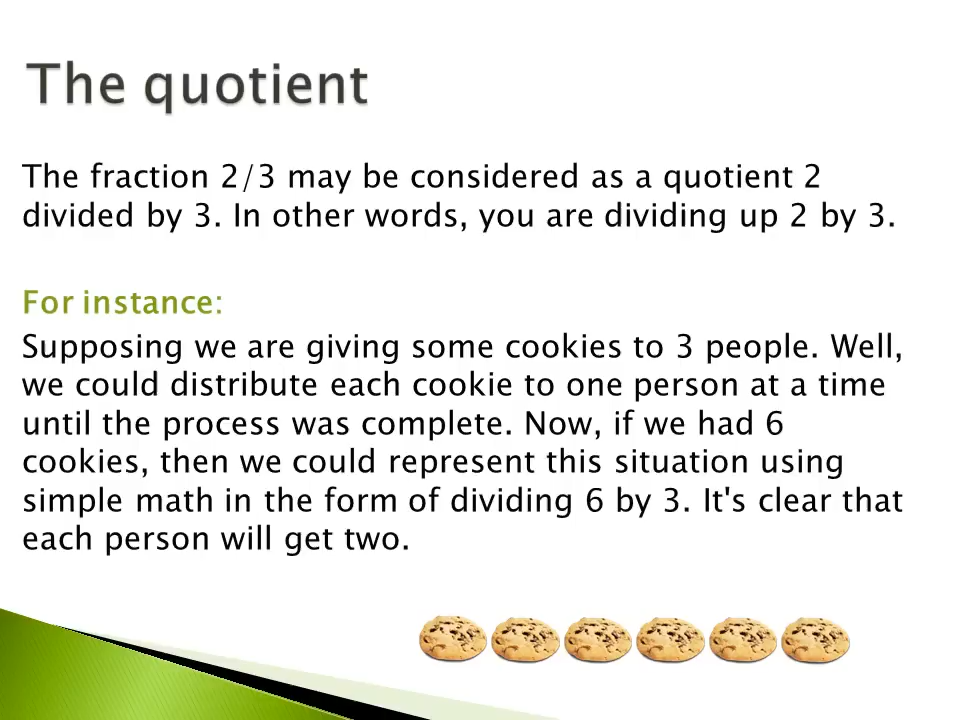 The quotient
The fraction 2/3 may be considered as a quotient 2
divided by 3. In other words, you are dividing up 2 by 3.
For instance:
Supposing we are giving some cookies to 3 people. Well,
we could distribute each cookie to one person at a time
until the process was complete. Now, if we had 6
cookies, then we could represent this situation using
simple math in the form of dividing 6 by 3. It's clear that
each person will get two.